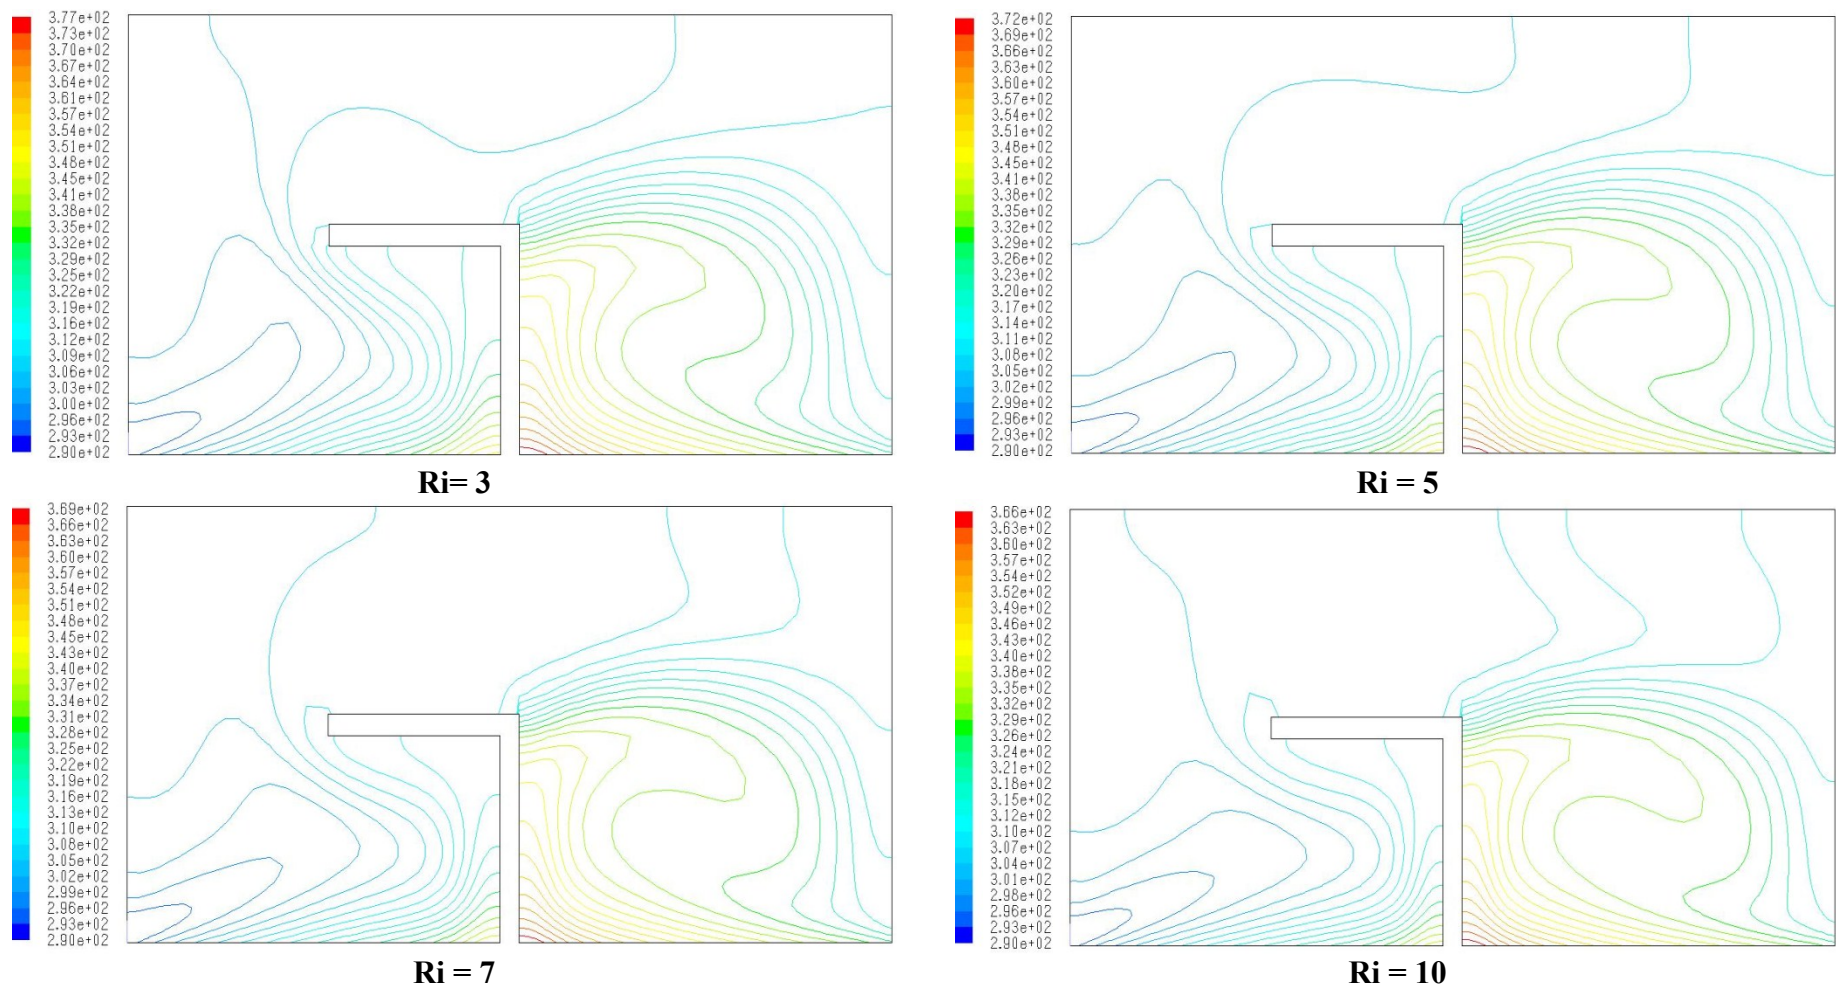 3.77e+02
3.73e+02
3.70e+02
3.67e+02
3.64e+02
3.61e+02
3.57e+02
3.54e+02
3.51e+02
3.48e+02
3.45e+02
3.41e+02
3.38e+02
3.35e+02
3.32e+02
3.29e+02
3.25e+02
3.22e+02
3.19e+02
3.16e+02
3.12e+02
3.09e+02
3.06e+02
3.03e+02
3.00e+02
2.96e+02
2.93e+02
2.90e+02
Ri= 3
3.72e+02
3.69e+02
3.66e+02
3.63e+02
3.60e+02
3.57e+02
3.54e+02
3.51e+02
3.48e+02
3.45e+02
3.41e+02
3.38e+02
3.35e+02
3.32e+02
3.29e+02
3.26e+02
3.23e+02
3.20e+02
3.17e+02
3.14e+02
3.11e+02
3.08e+02
3.05e+02
3.02e+02
2.99e+02
2.96e+02
2.93e+02
2.90e+02
Ri = 5
3.69e+02
3.66e+02
3.63e+02
3.60e+02
3.57e+02
3.54e+02
3.51e+02
3.48e+02
3.45e+02
3.43e+02
3.40e+02
3.37e+02
3.34e+02
3.31e+02
3.28e+02
3.25e+02
3.22e+02
3.19e+02
3.16e+02
3.13e+02
3.10e+02
3.08e+02
3.05e+02
3.02e+02
2.99e+02
2.96e+02
2.93e+02
2.90e+02
Ri = 7
3.66e+02
3.63e+02
3.60e+02
3.57e+02
3.54e+02
3.52e+02
3.49e+02
3.46e+02
3.43e+02
3.40e+02
3.38e+02
3.35e+02
3.32e+02
3.29e+02
3.26e+02
3.24e+02
3.21e+02
3.18e+02
3.15e+02
3.12e+02
3.10e+02
3.07e+02
3.04e+02
3.01e+02
2.98e+02
2.96e+02
2.93e+02
2.90e+02
Ri = 10